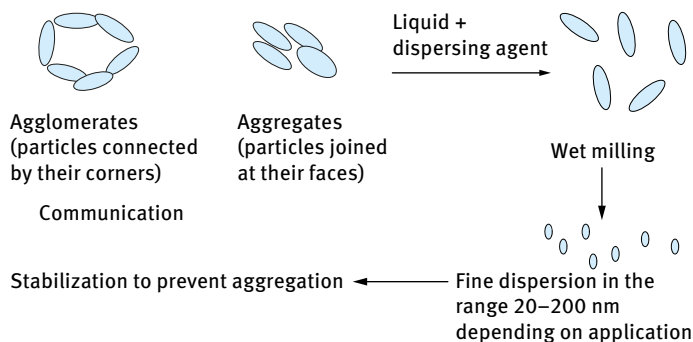 Liquid +
dispersing agent
Agglomerates
(particles connected
by their corners)
Aggregates
(particles joined
at their faces)
Wet milling
Communication
Stabilization to prevent aggregation
Fine dispersion in the
range 20–200 nm
depending on application